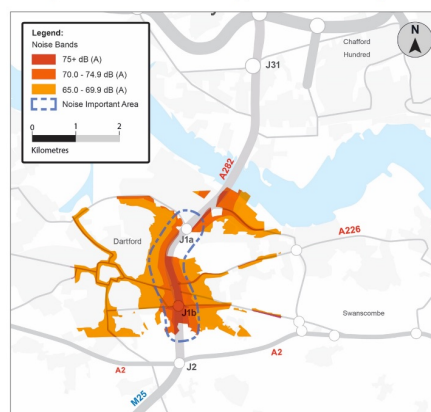 Legend:
Noise Bands
75+ dB (A)
70.0 - 74.9 dB (A)
65.0 - 69.9 dB (A)
Noise Important Area
0 1 2
Kilometres
N
Chafford
Hundred
J31
A282
Dartford
J1a
A226
J1b
Swanscombe
A2
A2
J2
M25